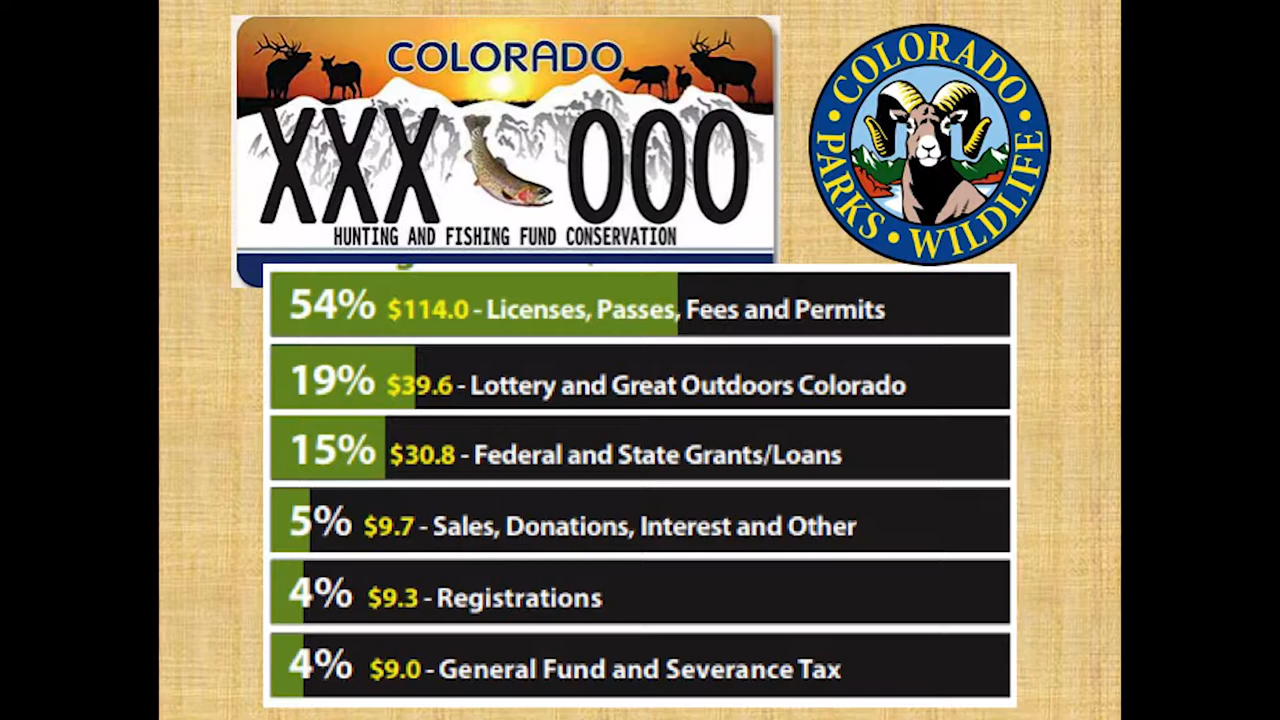 COLORADO
XXX 000
HUNTING AND FISHING FUND CONSERVATION
COLORADO
PARKS • WILDLIFE
54% $114.0 - Licenses, Passes, Fees and Permits
19% $39.6 - Lottery and Great Outdoors Colorado
15% $30.8 - Federal and State Grants/Loans
5% $9.7 - Sales, Donations, Interest and Other
4% $9.3 - Registrations
4% $9.0 - General Fund and Severance Tax